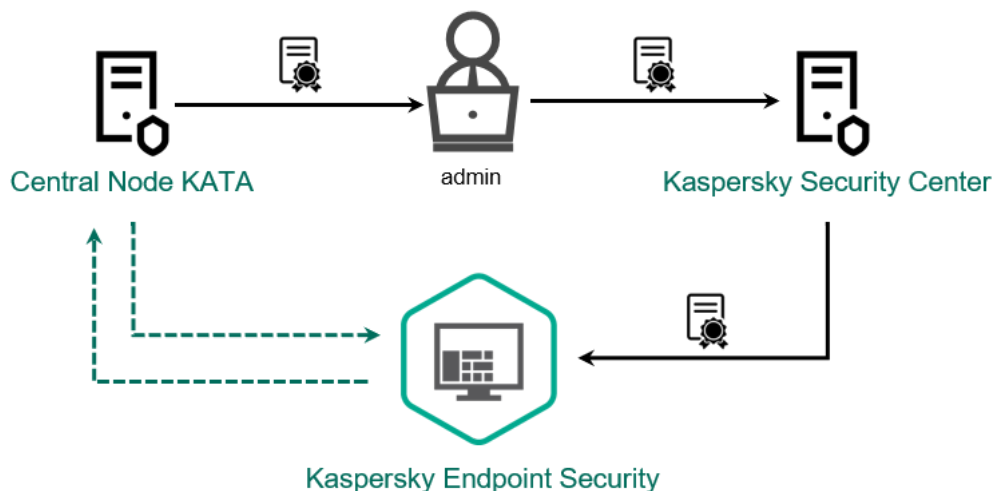 Central Node KATA
admin
Kaspersky Security Center
Kaspersky Endpoint Security